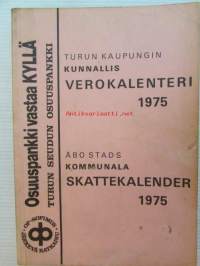 Osuuspankki vastaa KYLLÄ
TURUN SEUDUN OSUUSPANKKI
TURUN KAUPUNGIN
KUNNALLIS
VEROKALENTERI
1975
ÅBO STADS
KOMMUNALA
SKATTEKALENDER
1975